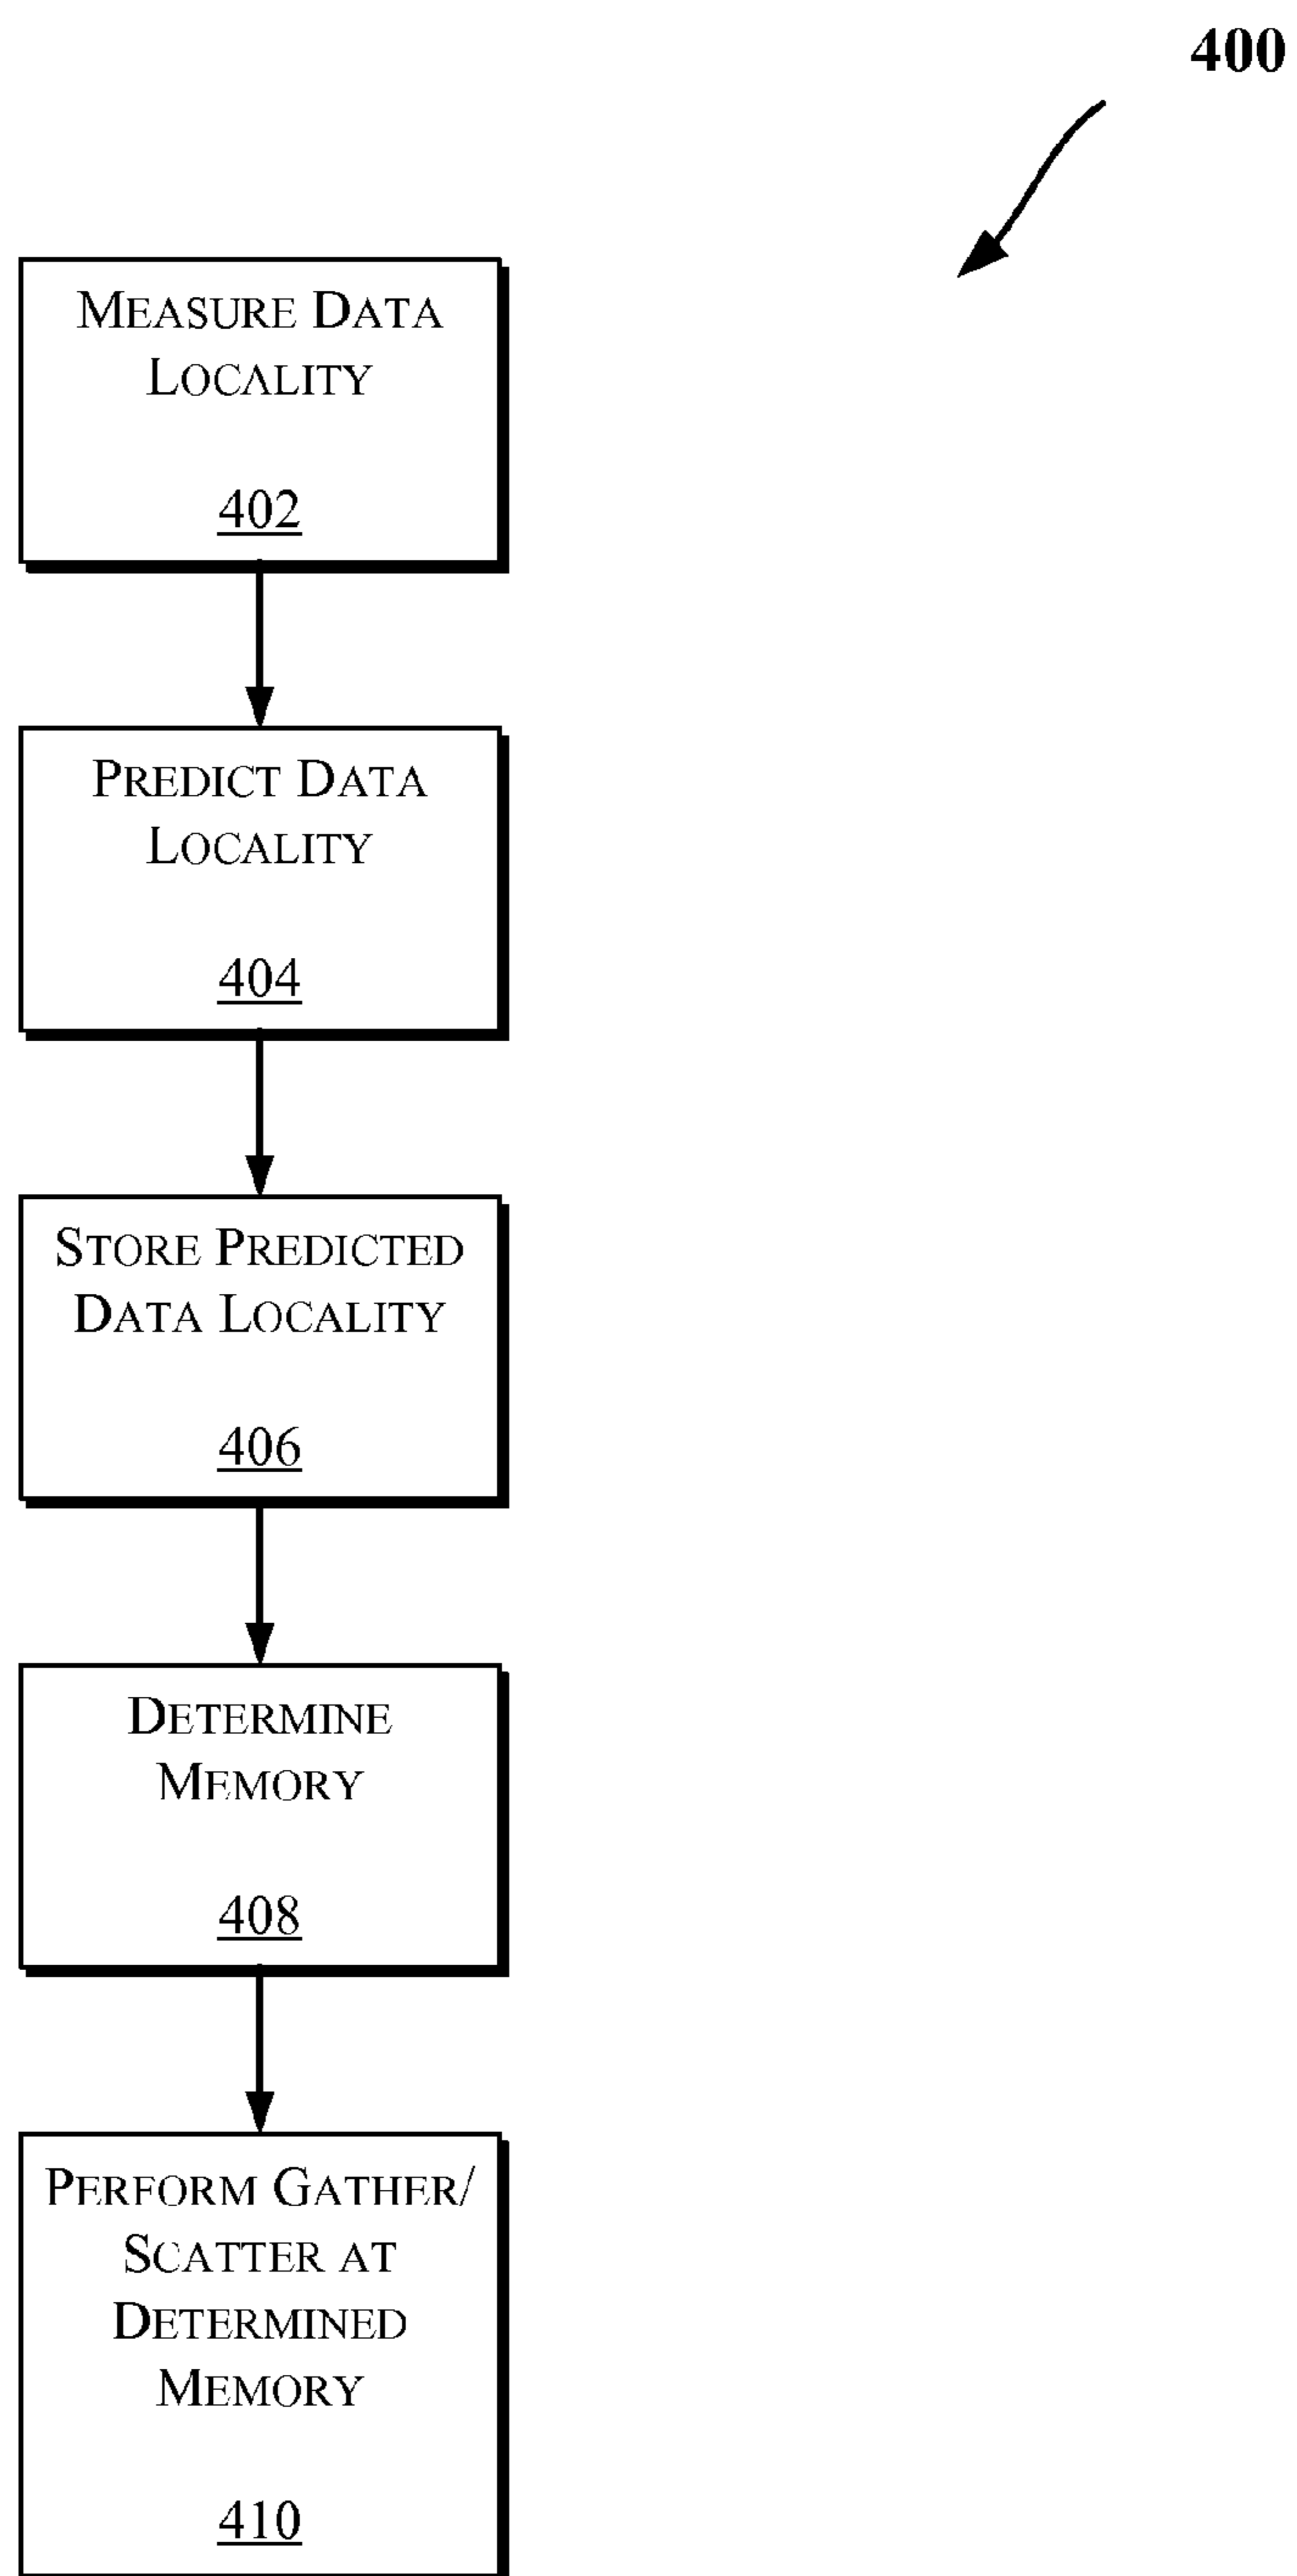 400
MEASURE DATA
LOCALITY
402
PREDICT DATA
LOCALITY
404
STORE PREDICTED
DATA LOCALITY
406
DETERMINE
MEMORY
408
PERFORM GATHER/
SCATTER AT
DETERMINED
MEMORY
410